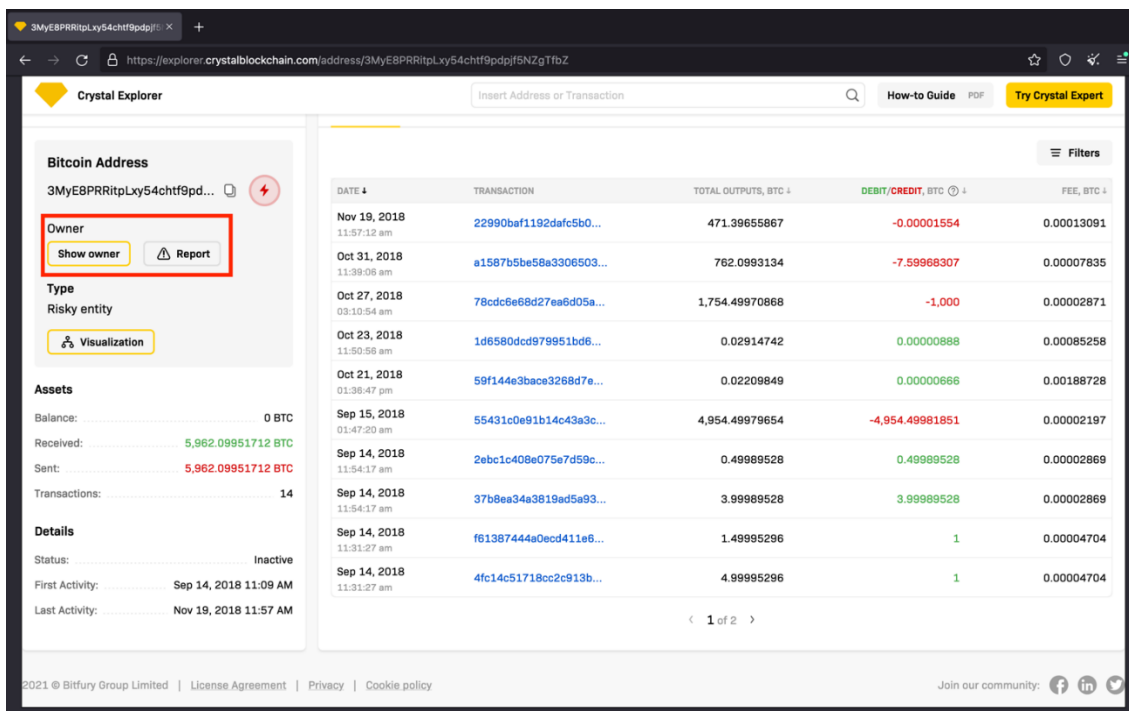 3MyE8PRRitpLxy54chtf9pdpjf5
https://explorer.crystalblockchain.com/address/3MyE8PRRitpLxy54chtf9pdpjf5NZgTfbZ
Crystal Explorer
Insert Address or Transaction
How-to Guide PDF
Try Crystal Expert
Bitcoin Address
3MyE8PRRitpLxy54chtf9pd...
Owner
Show owner
Report
Type
Risky entity
Visualization
Assets
Balance: 0 BTC
Received: 5,962.09951712 BTC
Sent: 5,962.09951712 BTC
Transactions: 14
Details
Status: Inactive
First Activity: Sep 14, 2018 11:09 AM
Last Activity: Nov 19, 2018 11:57 AM
Filters
DATE TRANSACTION TOTAL OUTPUTS, BTC DEBIT/CREDIT, BTC FEE, BTC
Nov 19, 2018 22990baf1192dafc5b0... 471.39655867 -0.00001554 0.00013091
11:57:12 am
Oct 31, 2018 a1587b5be58a3306503... 762.0993134 -7.59968307 0.00007835
11:39:06 am
Oct 27, 2018 78cdc6e68d27ea6d05a... 1,754.49970868 -1,000 0.00002871
03:10:54 am
Oct 23, 2018 1d6580dcd979951bd6... 0.02914742 0.00000888 0.00085258
11:50:56 am
Oct 21, 2018 59f144e3bace3268d7e... 0.02209849 0.00000666 0.00188728
01:36:47 pm
Sep 15, 2018 55431c0e91b14c43a3c... 4,954.49979654 -4,954.49981851 0.00002197
01:47:20 am
Sep 14, 2018 2ebc1c408e075e7d59c... 0.49989528 0.49989528 0.00002869
11:54:17 am
Sep 14, 2018 37b8ea34a3819ad5a93... 3.99989528 3.99989528 0.00002869
11:54:17 am
Sep 14, 2018 f61387444a0ecd411e6... 1.49995296 1 0.00004704
11:31:27 am
Sep 14, 2018 4fc14c51718cc2c913b... 4.99995296 1 0.00004704
11:31:27 am
1 of 2
2021 © Bitfury Group Limited | License Agreement | Privacy | Cookie policy
Join our community: